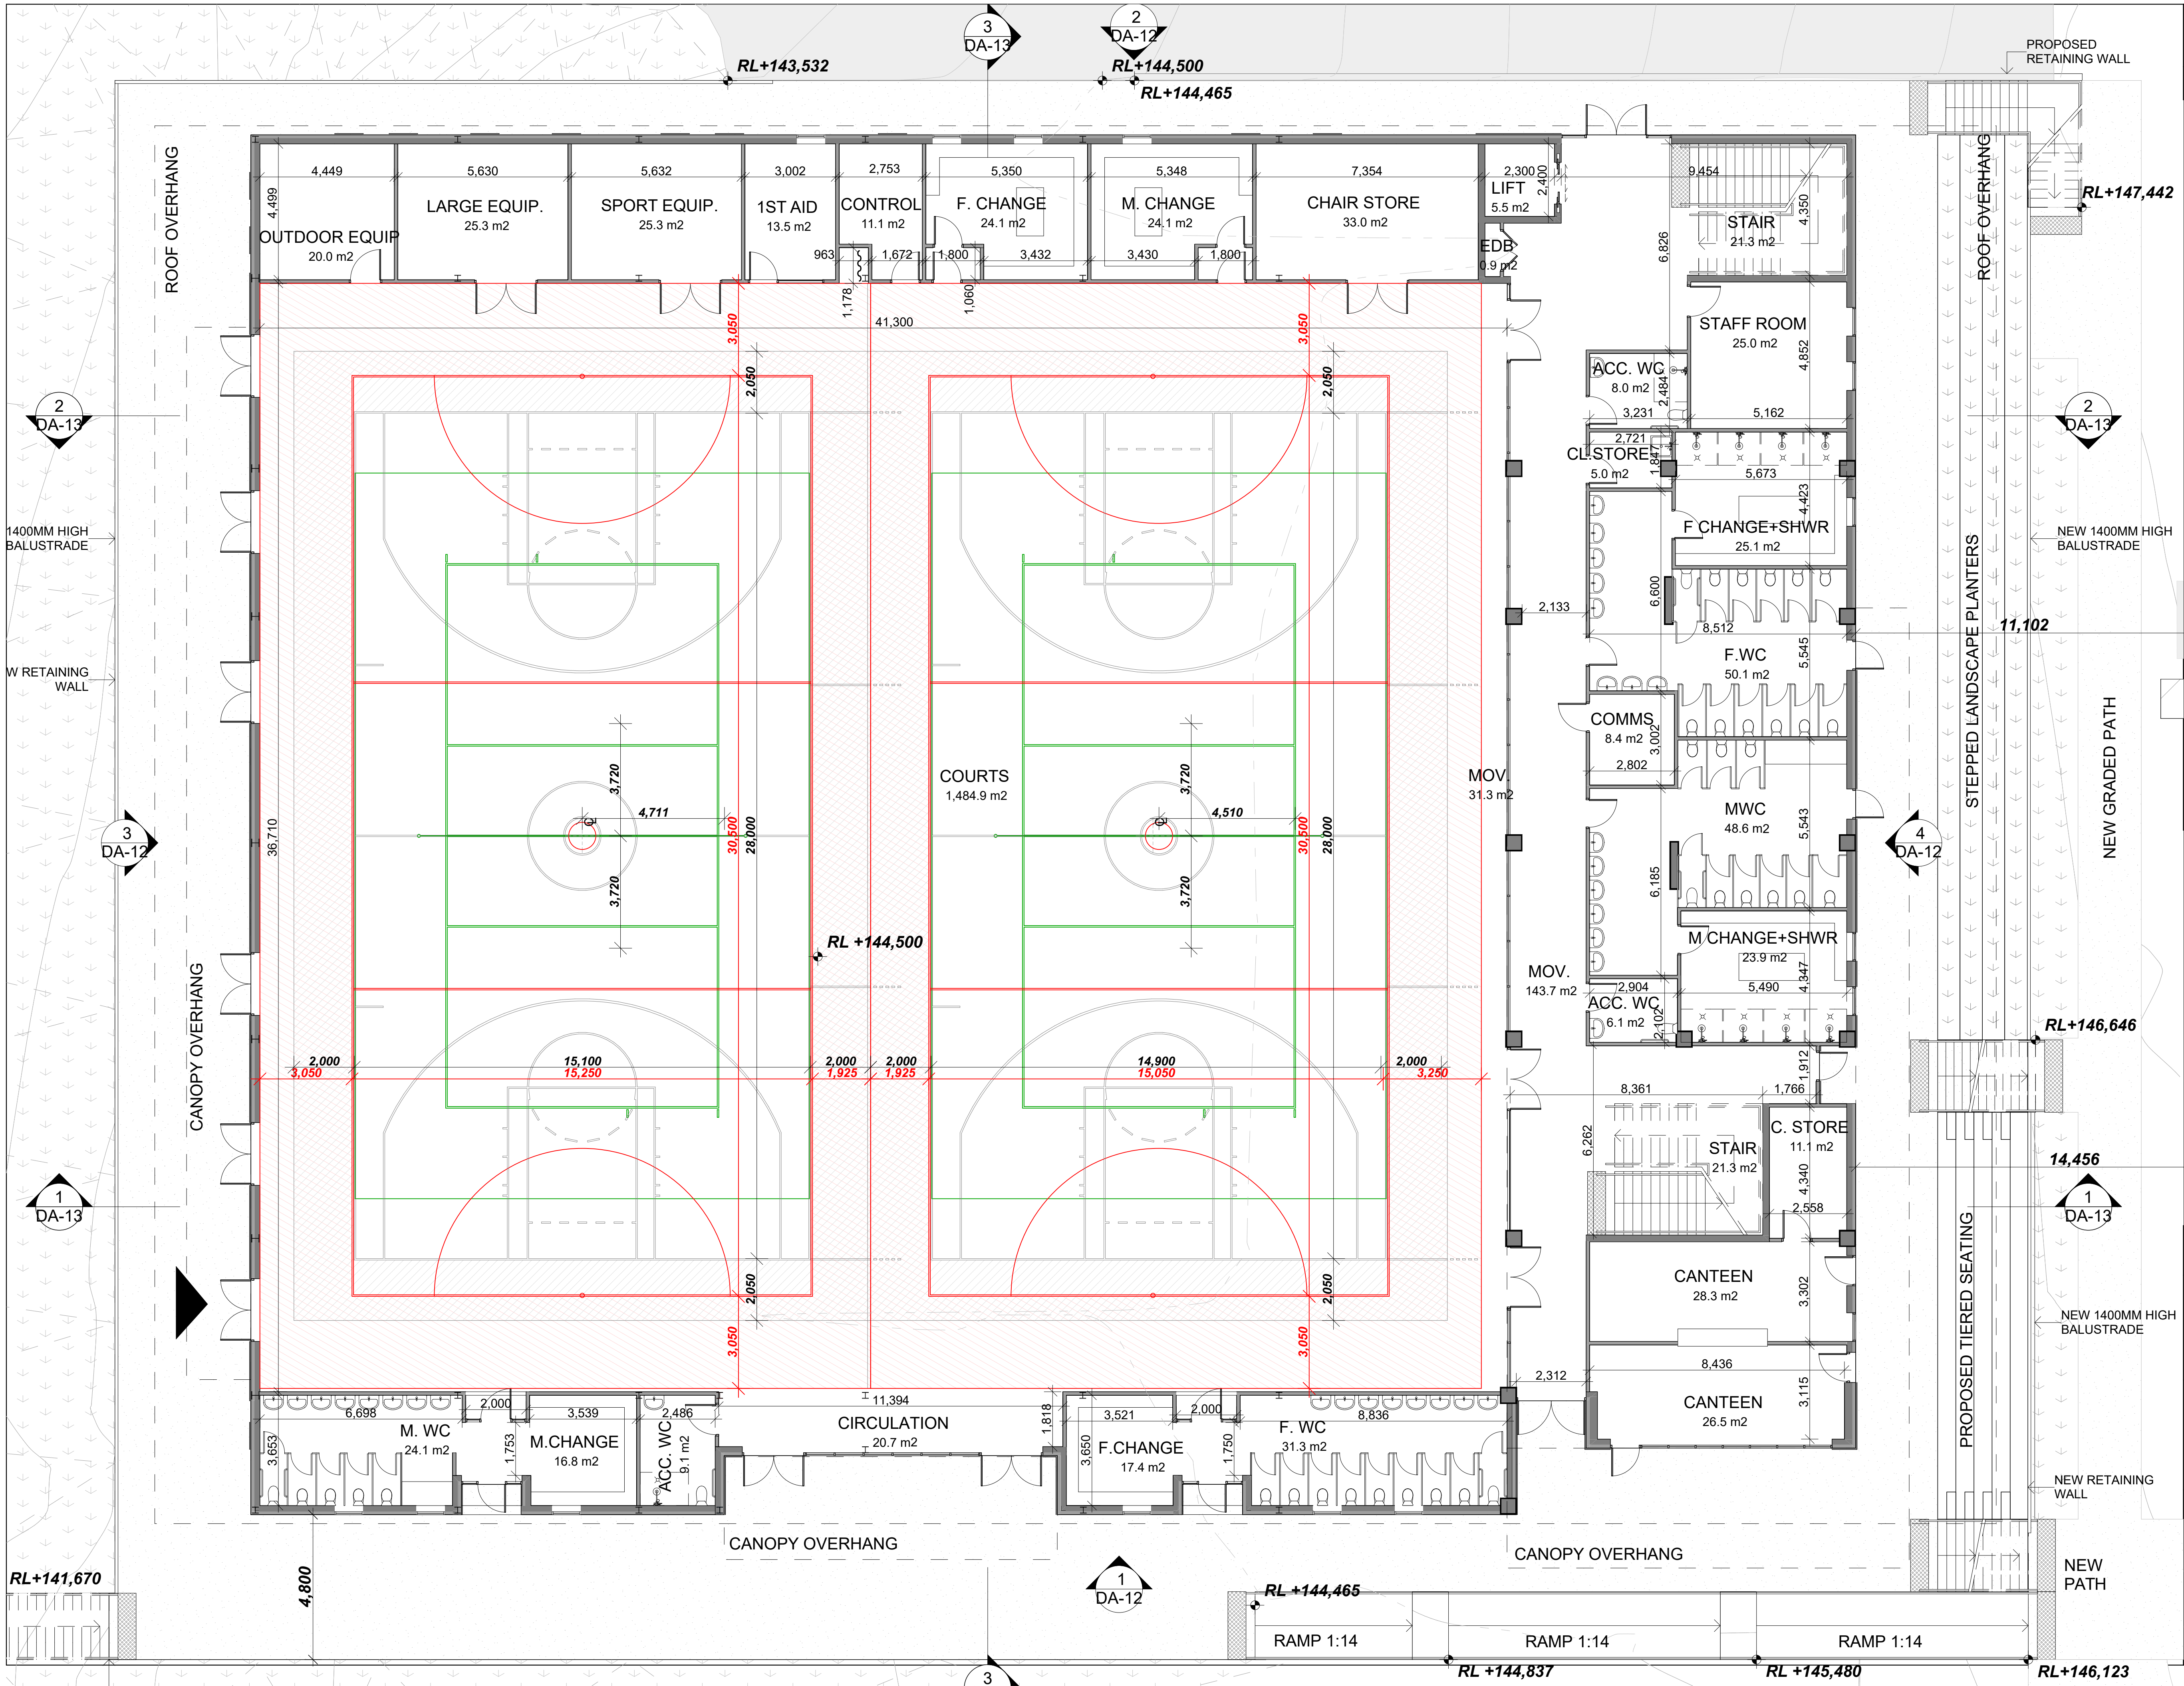 3
DA-13
2
DA-12
PROPOSED
RETAINING WALL
RL+143,532
RL+144,500
RL+144,465
ROOF OVERHANG
4,449
5,630
5,632
3,002
2,753
5,350
5,348
7,354
2,300
9,454
4,499
2,400
4,350
OUTDOOR EQUIP
20.0 m2
LARGE EQUIP.
25.3 m2
SPORT EQUIP.
25.3 m2
1ST AID
13.5 m2
CONTROL
11.1 m2
F. CHANGE
24.1 m2
M. CHANGE
24.1 m2
CHAIR STORE
33.0 m2
LIFT
5.5 m2
STAIR
21.3 m2
ROOF OVERHANG
RL+147,442
EDB
0.9 m2
6,826
963
1,672
1,800
3,432
3,430
1,800
1,178
1,060
41,300
3,050
3,050
STAFF ROOM
25.0 m2
4,852
2,050
2,050
ACC. WC
8.0 m2
2,484
3,231
5,162
2
DA-13
2
DA-13
2,721
CL.STORE
5.0 m2
1,847
5,673
4,423
F CHANGE+SHWR
25.1 m2
1400MM HIGH
BALUSTRADE
NEW 1400MM HIGH
BALUSTRADE
STEPPED LANDSCAPE PLANTERS
2,133
6,600
8,512
11,102
F.WC
50.1 m2
5,545
W RETAINING
WALL
COMMS
8.4 m2
3,002
2,802
NEW GRADED PATH
3,720
4,711
30,500
28,000
3,720
COURTS
1,484.9 m2
3,720
4,510
30,500
28,000
3,720
MOV.
31.3 m2
MWC
48.6 m2
5,543
36,710
3
DA-12
4
DA-12
6,185
RL +144,500
M CHANGE+SHWR
23.9 m2
4,347
MOV.
143.7 m2
2,904
5,490
ACC. WC
6.1 m2
2,102
CANOPY OVERHANG
RL+146,646
2,000
15,100
2,000
2,000
14,900
2,000
3,050
15,250
1,925
1,925
15,050
3,250
1,912
8,361
1,766
6,262
C. STORE
11.1 m2
STAIR
21.3 m2
4,340
2,558
14,456
1
DA-13
1
DA-13
2,050
2,050
CANTEEN
28.3 m2
3,302
PROPOSED TIERED SEATING
NEW 1400MM HIGH
BALUSTRADE
3,050
3,050
2,312
8,436
CANTEEN
26.5 m2
3,115
6,698
2,000
3,539
2,486
11,394
1,818
3,521
2,000
8,836
M. WC
24.1 m2
3,653
1,753
M.CHANGE
16.8 m2
ACC. WC
9.1 m2
CIRCULATION
20.7 m2
3,650
F.CHANGE
17.4 m2
1,750
F. WC
31.3 m2
NEW RETAINING
WALL
CANOPY OVERHANG
CANOPY OVERHANG
RL+141,670
4,800
1
DA-12
RL +144,465
NEW
PATH
RAMP 1:14
RAMP 1:14
RAMP 1:14
RL +144,837
RL +145,480
RL+146,123
3